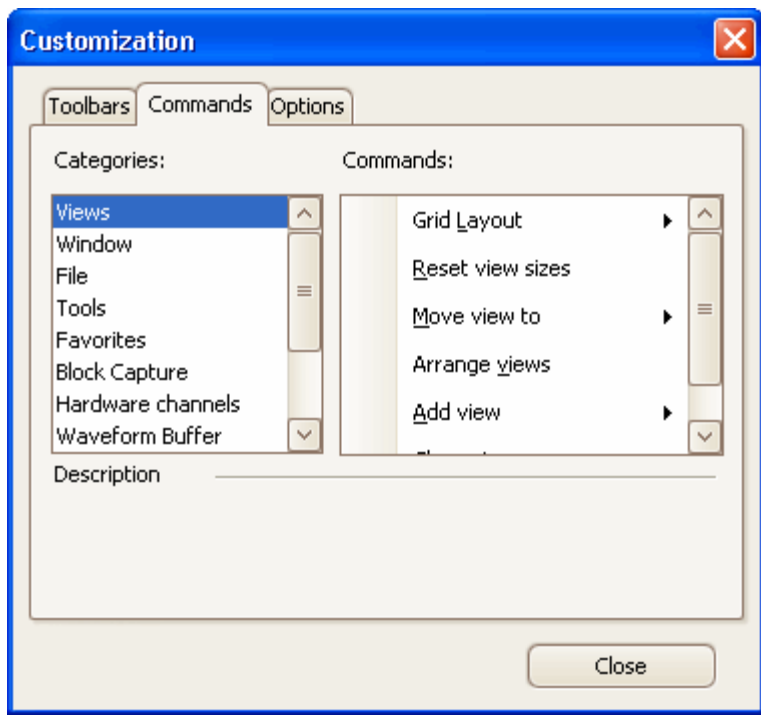 Customization
Toolbars Commands Options
Categories: Commands:
Views
Window
File
Tools
Favorites
Block Capture
Hardware channels
Waveform Buffer
Grid Layout
Reset view sizes
Move view to
Arrange views
Add view
Description
Close